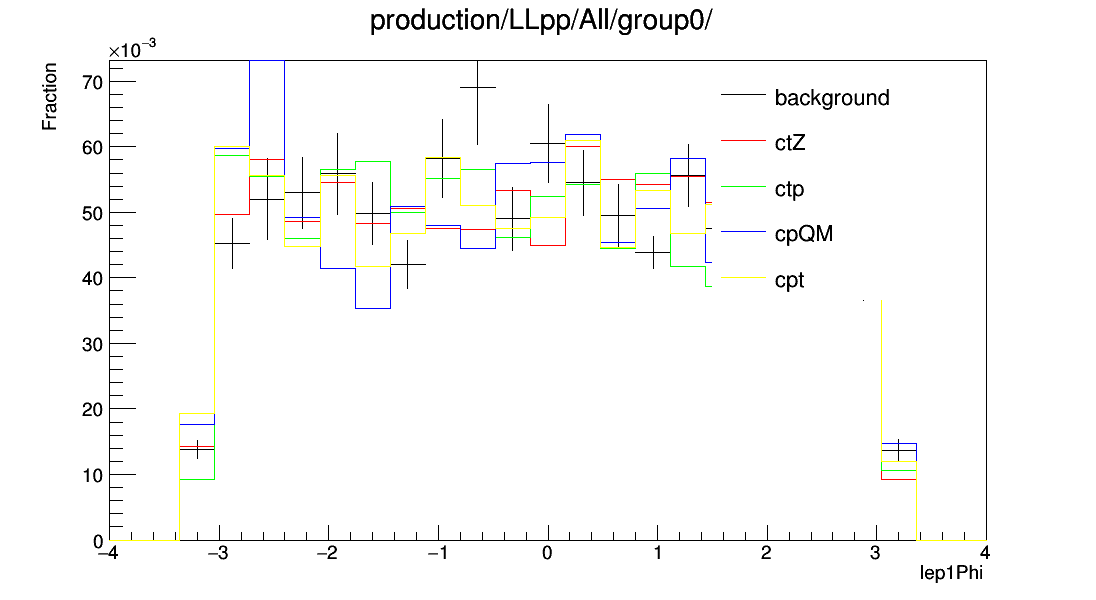 production/LLpp/All/group0/
×10⁻³
Fraction
70
60
50
40
30
20
10
0
background
ctZ
ctp
cpQM
cpt
−4 −3 −2 −1 0 1 2 3 4
lep1Phi